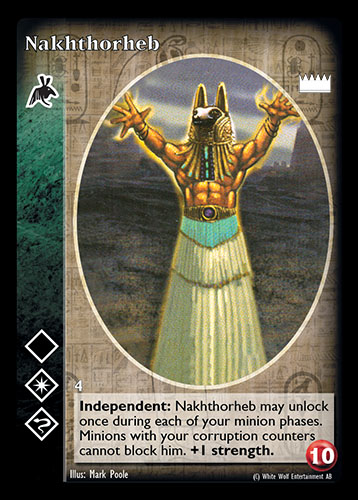 Nakhthorheb
4
Independent: Nakhthorheb may unlock
once during each of your minion phases.
Minions with your corruption counters
cannot block him. +1 strength.
10
Illus: Mark Poole
(C) White Wolf Entertainment AB